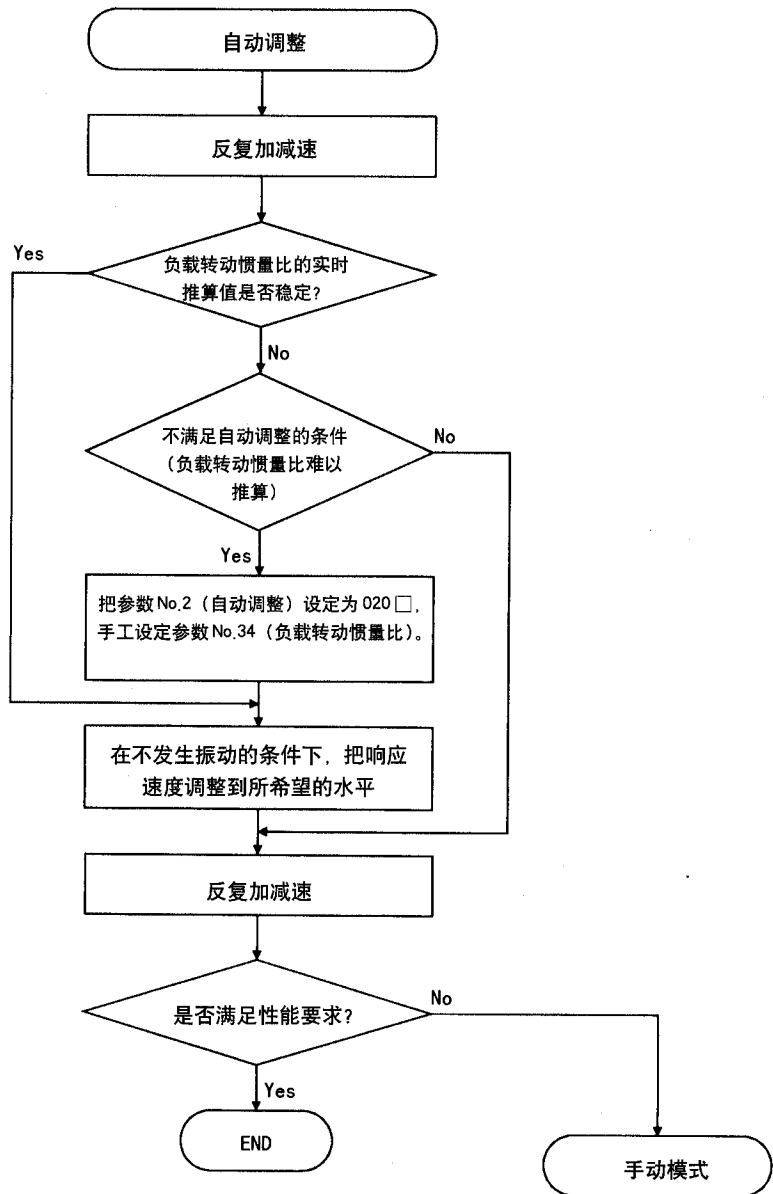 自动调整
反复加减速
Yes
负载转动惯量比的实时
推算值是否稳定?
No
不满足自动调整的条件
(负载转动惯量比难以
推算)
No
Yes
把参数No.2(自动调整)设定为020□,
手工设定参数No.34(负载转动惯量比)。
在不发生振动的条件下,把响应
速度调整到所希望的水平
反复加减速
是否满足性能要求?
No
Yes
END
手动模式